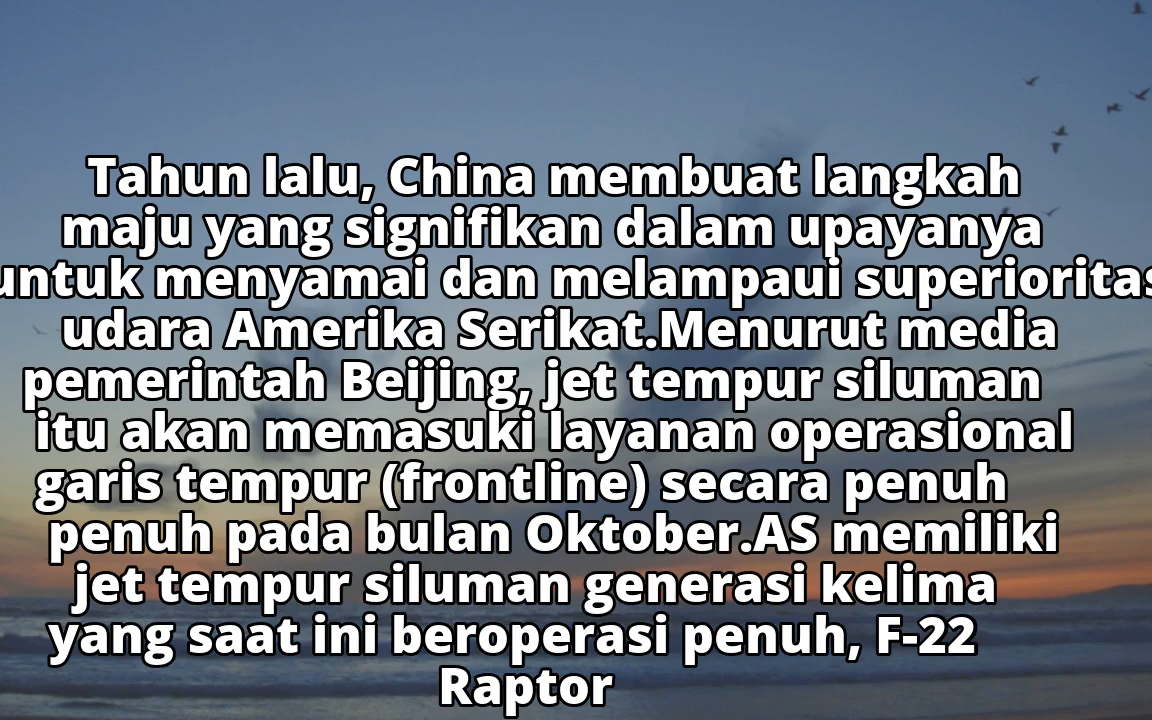 Tahun lalu, China membuat langkah
maju yang signifikan dalam upayanya
untuk menyamai dan melampaui superioritas
udara Amerika Serikat.Menurut media
pemerintah Beijing, jet tempur siluman
itu akan memasuki layanan operasional
garis tempur (frontline) secara penuh
penuh pada bulan Oktober.AS memiliki
jet tempur siluman generasi kelima
yang saat ini beroperasi penuh, F-22
Raptor